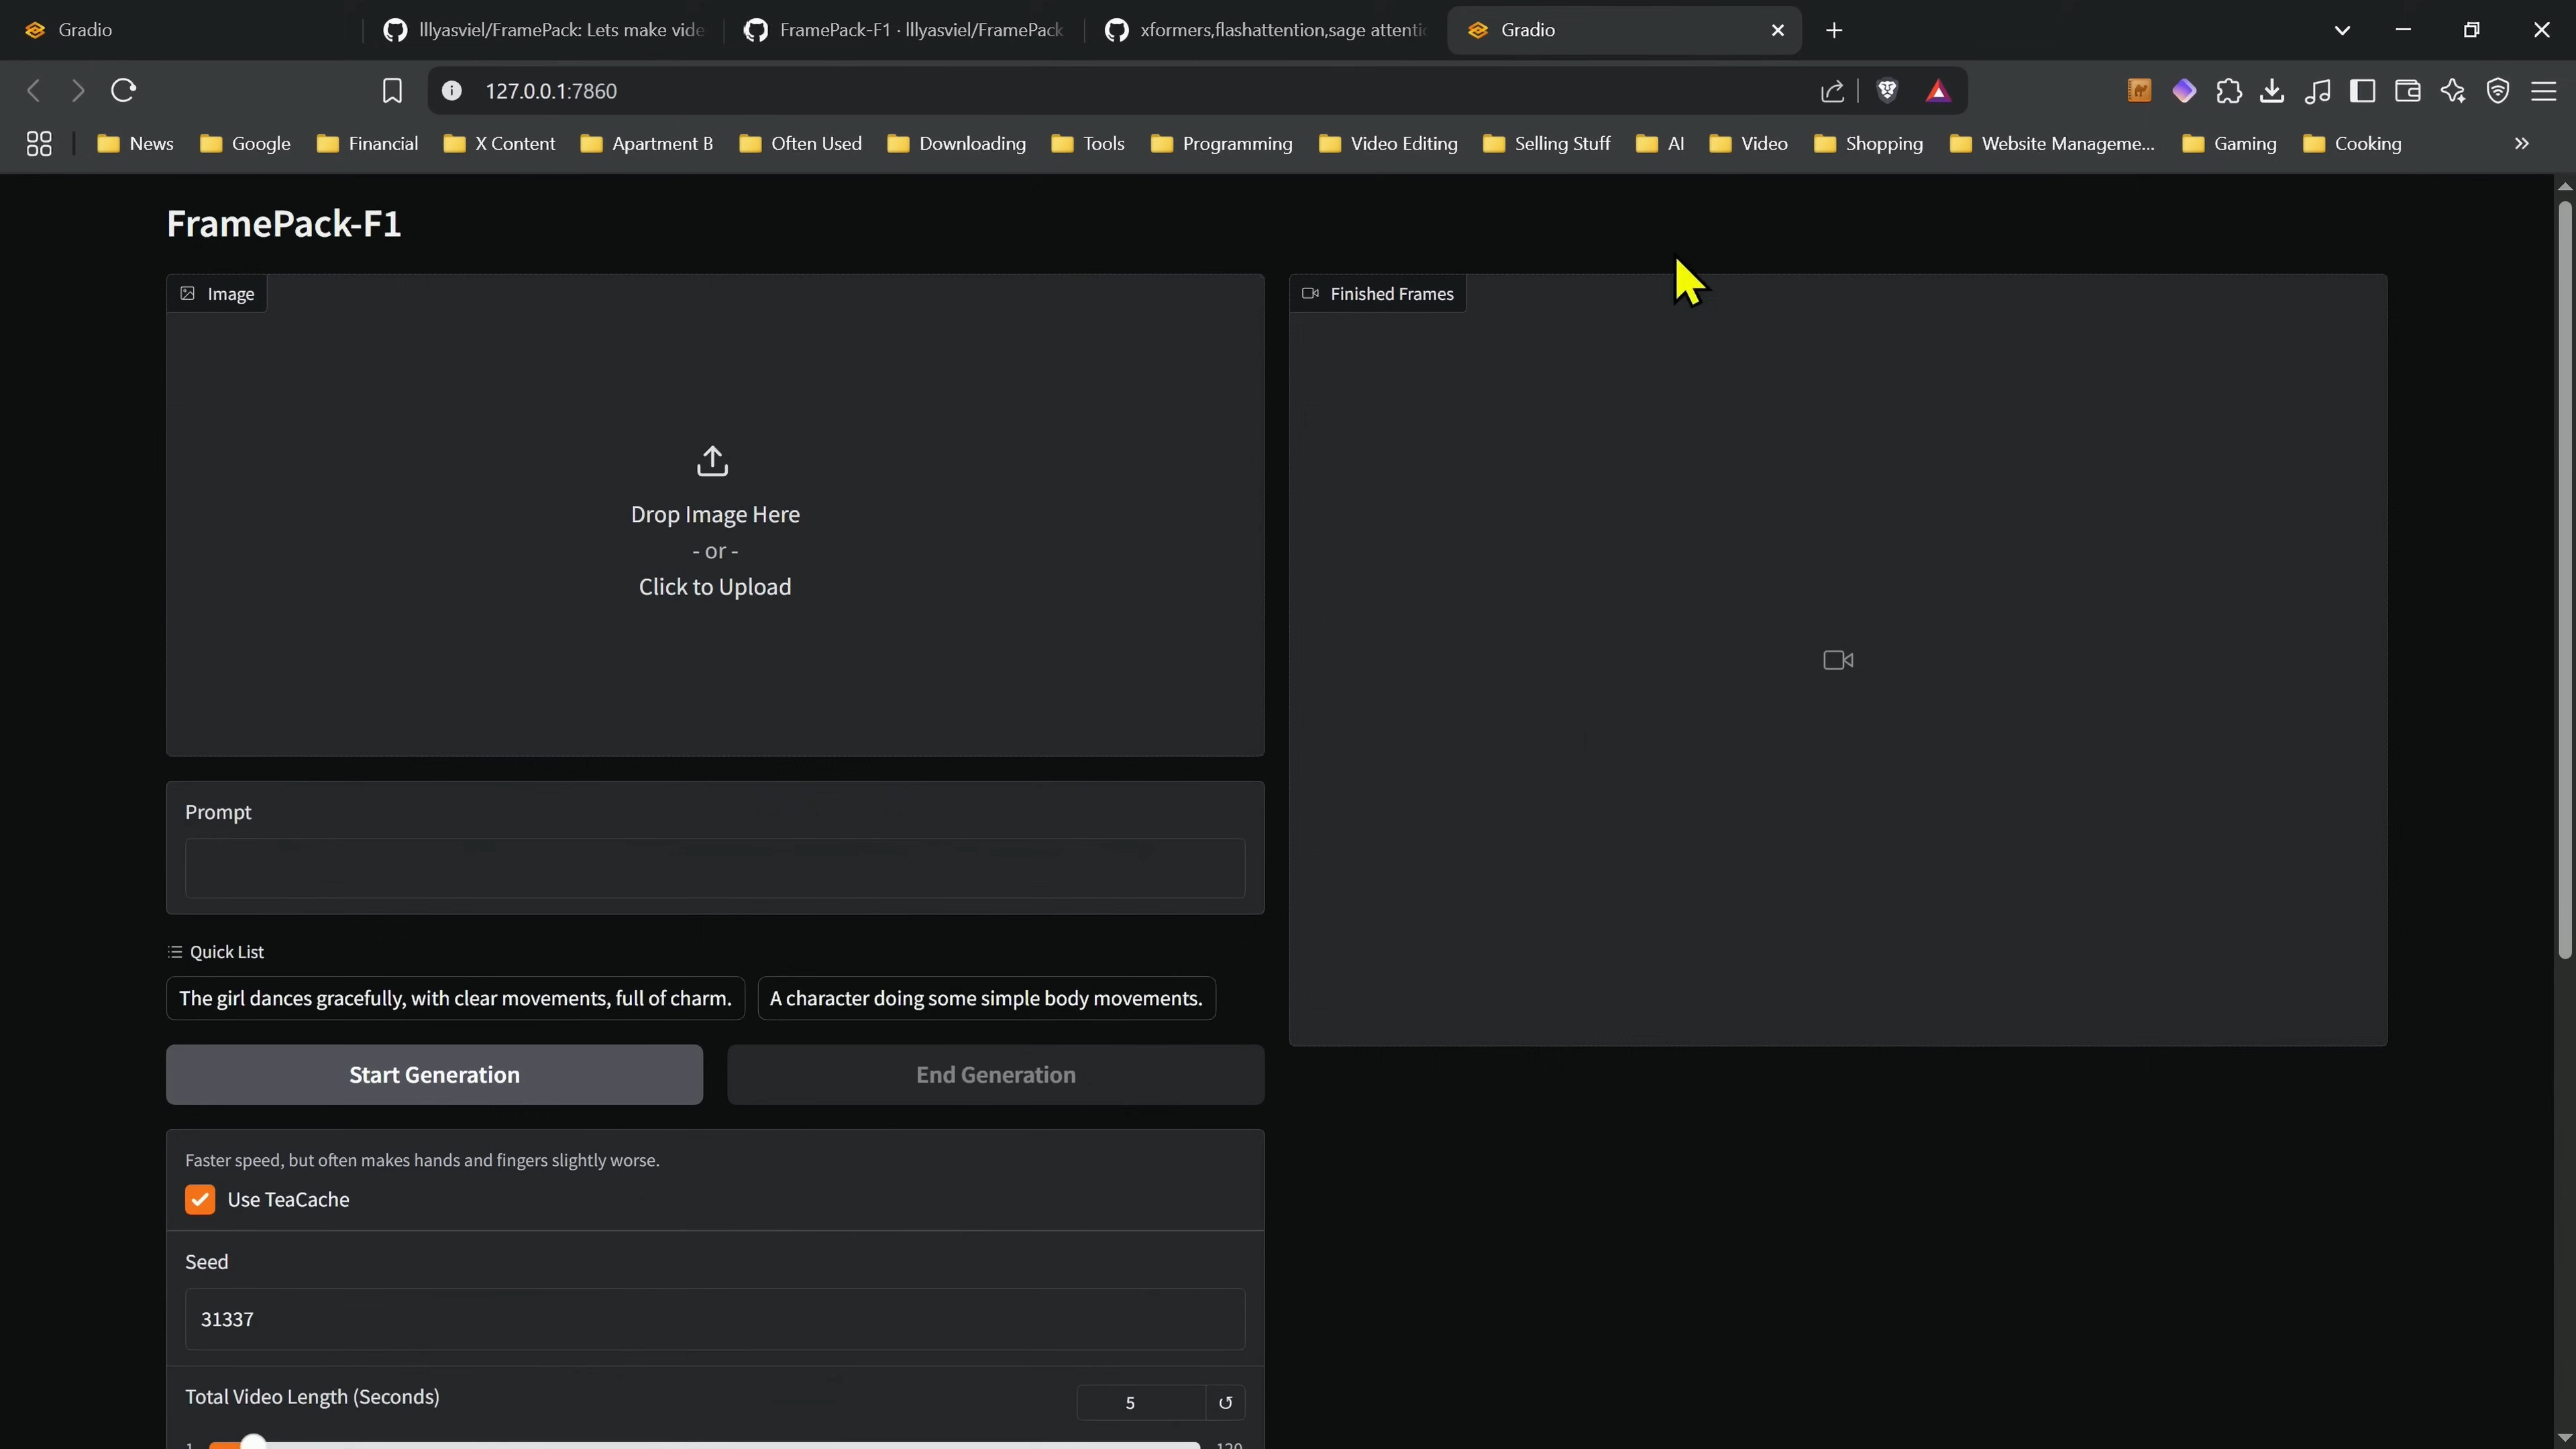 Gradio
lllyasviel/FramePack: Lets make vide
FramePack-F1 · lllyasviel/FramePack
xformers,flashattention,sage attenti
Gradio
127.0.0.1:7860
News
Google
Financial
X Content
Apartment B
Often Used
Downloading
Tools
Programming
Video Editing
Selling Stuff
AI
Video
Shopping
Website Manageme...
Gaming
Cooking
FramePack-F1
Image
Drop Image Here
- or -
Click to Upload
Finished Frames
Prompt
Quick List
The girl dances gracefully, with clear movements, full of charm.
A character doing some simple body movements.
Start Generation
End Generation
Faster speed, but often makes hands and fingers slightly worse.
Use TeaCache
Seed
31337
Total Video Length (Seconds)
5
1
120